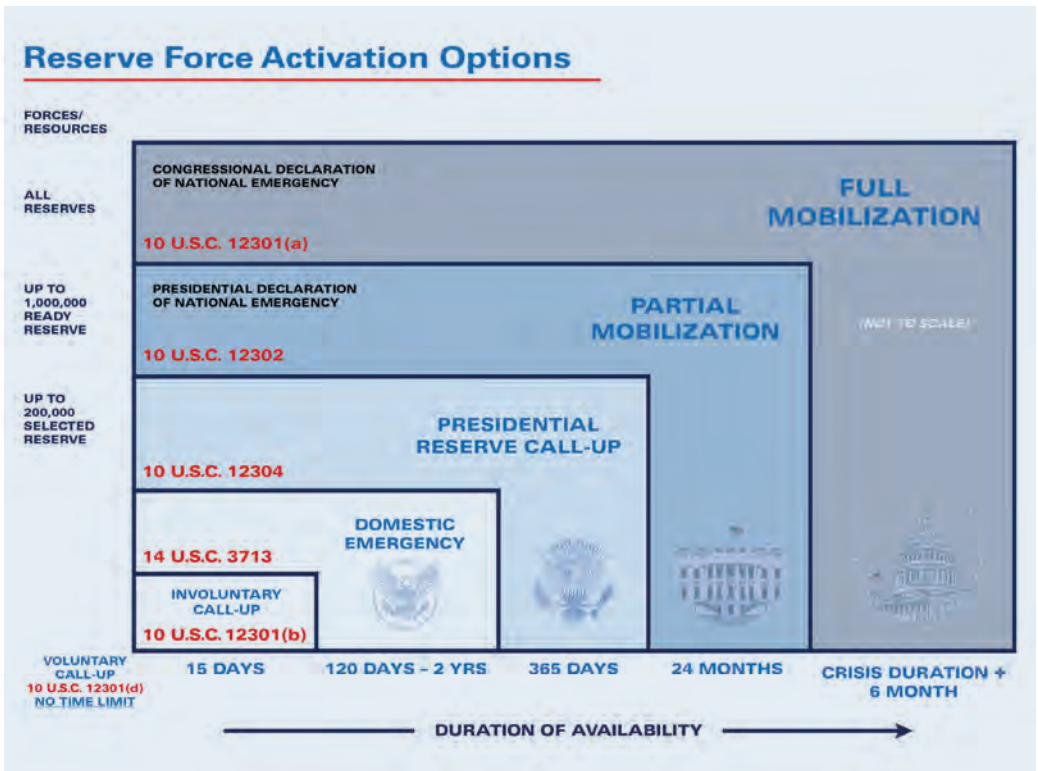 Reserve Force Activation Options
FORCES/
RESOURCES
ALL
RESERVES
CONGRESSIONAL DECLARATION
OF NATIONAL EMERGENCY
10 U.S.C. 12301(a)
FULL
MOBILIZATION
UP TO
1,000,000
READY
RESERVE
PRESIDENTIAL DECLARATION
OF NATIONAL EMERGENCY
10 U.S.C. 12302
PARTIAL
MOBILIZATION
(NOT TO SCALE)
UP TO
200,000
SELECTED
RESERVE
PRESIDENTIAL
RESERVE CALL-UP
10 U.S.C. 12304
DOMESTIC
EMERGENCY
14 U.S.C. 3713
INVOLUNTARY
CALL-UP
10 U.S.C. 12301(b)
VOLUNTARY
CALL-UP
10 U.S.C. 12301(d)
NO TIME LIMIT
15 DAYS
120 DAYS – 2 YRS
365 DAYS
24 MONTHS
CRISIS DURATION +
6 MONTH
DURATION OF AVAILABILITY